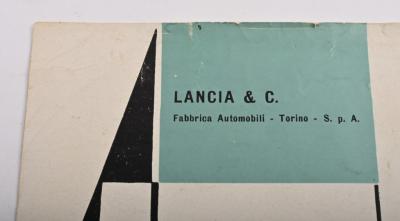 LANCIA & C.
Fabbrica Automobili - Torino - S. p. A.